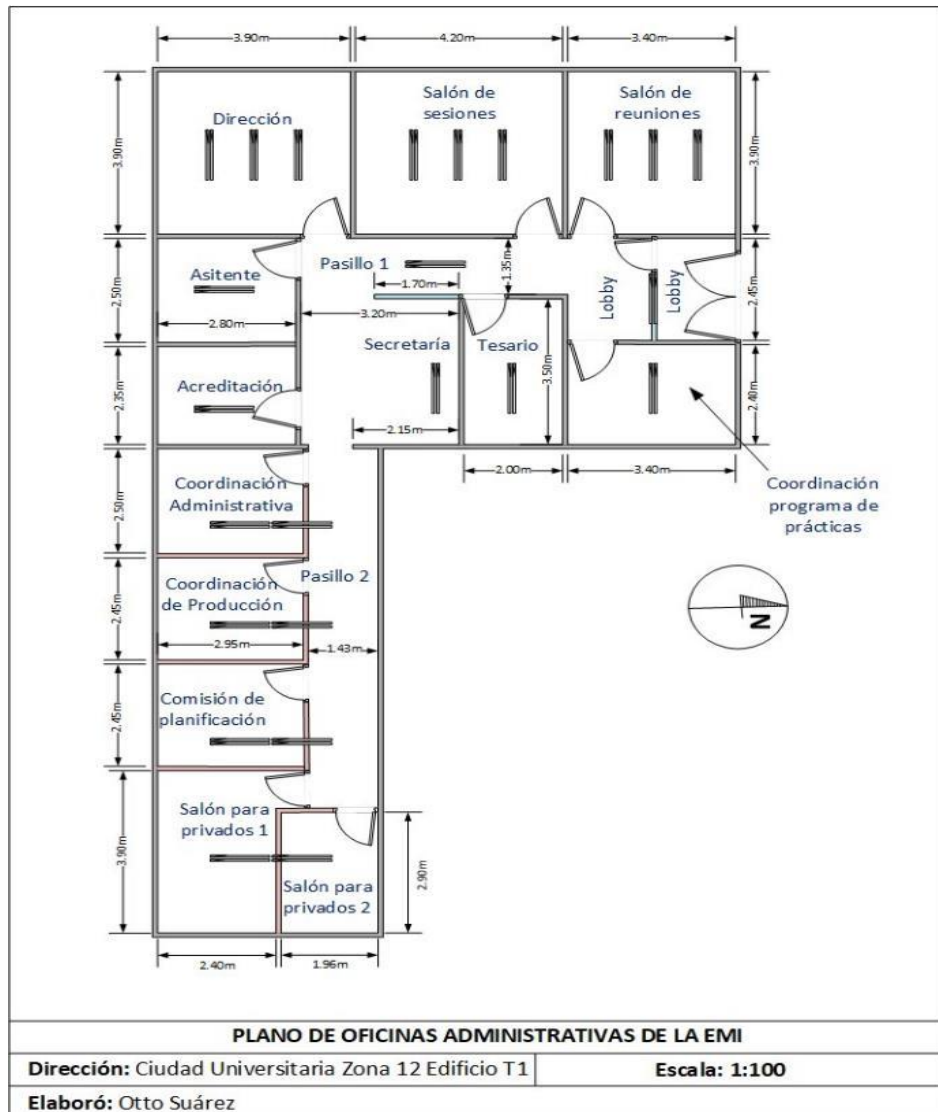 3.90m
4.20m
3.40m
Dirección
Salón de
sesiones
Salón de
reuniones
3.90m
3.90m
Asitente
Pasillo 1
1.35m
Lobby
Lobby
2.50m
2.45m
1.70m
2.80m
3.20m
Secretaría
Tesario
3.50m
Acreditación
2.35m
2.40m
2.15m
2.00m
3.40m
Coordinación
Administrativa
2.50m
Coordinación
programa de
prácticas
Pasillo 2
Coordinación
de Producción
2.45m
2.95m
1.43m
N
Comisión de
planificación
2.45m
Salón para
privados 1
3.90m
Salón para
privados 2
2.90m
2.40m
1.96m
PLANO DE OFICINAS ADMINISTRATIVAS DE LA EMI
Dirección: Ciudad Universitaria Zona 12 Edificio T1
Escala: 1:100
Elaboró: Otto Suárez